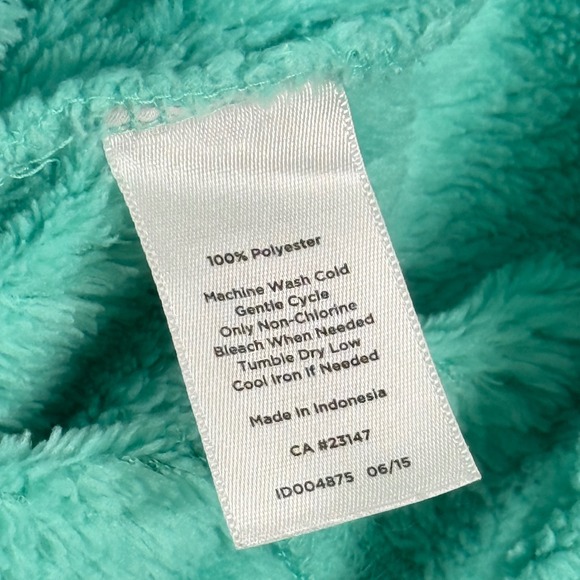 100% Polyester
Machine Wash Cold
Gentle Cycle
Only Non-Chlorine
Bleach When Needed
Tumble Dry Low
Cool Iron If Needed
Made in Indonesia
CA #23147
ID004875 06/15